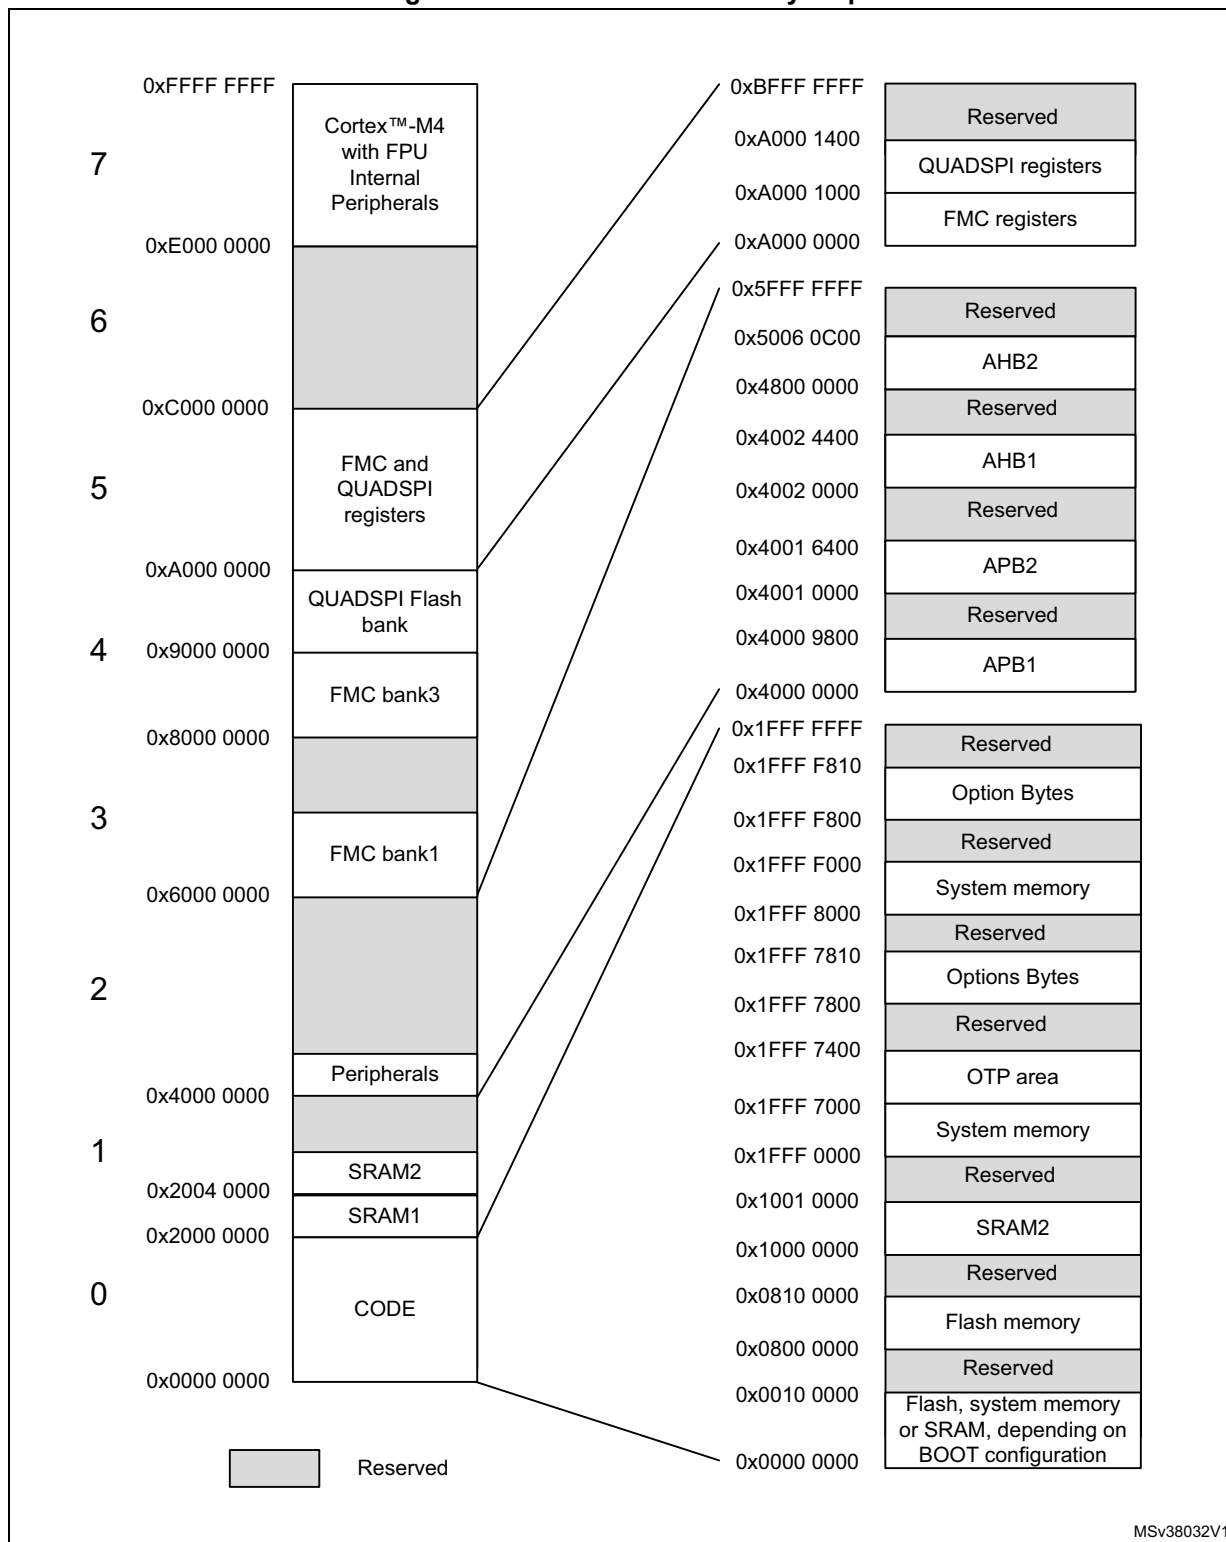 0xFFFF FFFF
Cortex™-M4
with FPU
Internal
Peripherals
7
0xE000 0000
6
0xC000 0000
FMC and
QUADSPI
registers
5
0xA000 0000
QUADSPI Flash
bank
4
0x9000 0000
FMC bank3
0x8000 0000
3
FMC bank1
0x6000 0000
2
Peripherals
0x4000 0000
1
SRAM2
0x2004 0000
SRAM1
0x2000 0000
0
CODE
0x0000 0000
Reserved
0xBFFF FFFF
Reserved
0xA000 1400
QUADSPI registers
0xA000 1000
FMC registers
0xA000 0000
0x5FFF FFFF
Reserved
0x5006 0C00
AHB2
0x4800 0000
Reserved
0x4002 4400
AHB1
0x4002 0000
Reserved
0x4001 6400
APB2
0x4001 0000
Reserved
0x4000 9800
APB1
0x4000 0000
0x1FFF FFFF
Reserved
0x1FFF F810
Option Bytes
0x1FFF F800
Reserved
0x1FFF F000
System memory
0x1FFF 8000
Reserved
0x1FFF 7810
Options Bytes
0x1FFF 7800
Reserved
0x1FFF 7400
OTP area
0x1FFF 7000
System memory
0x1FFF 0000
Reserved
0x1001 0000
SRAM2
0x1000 0000
Reserved
0x0810 0000
Flash memory
0x0800 0000
Reserved
0x0010 0000
Flash, system memory
or SRAM, depending on
BOOT configuration
0x0000 0000
MSv38032V1